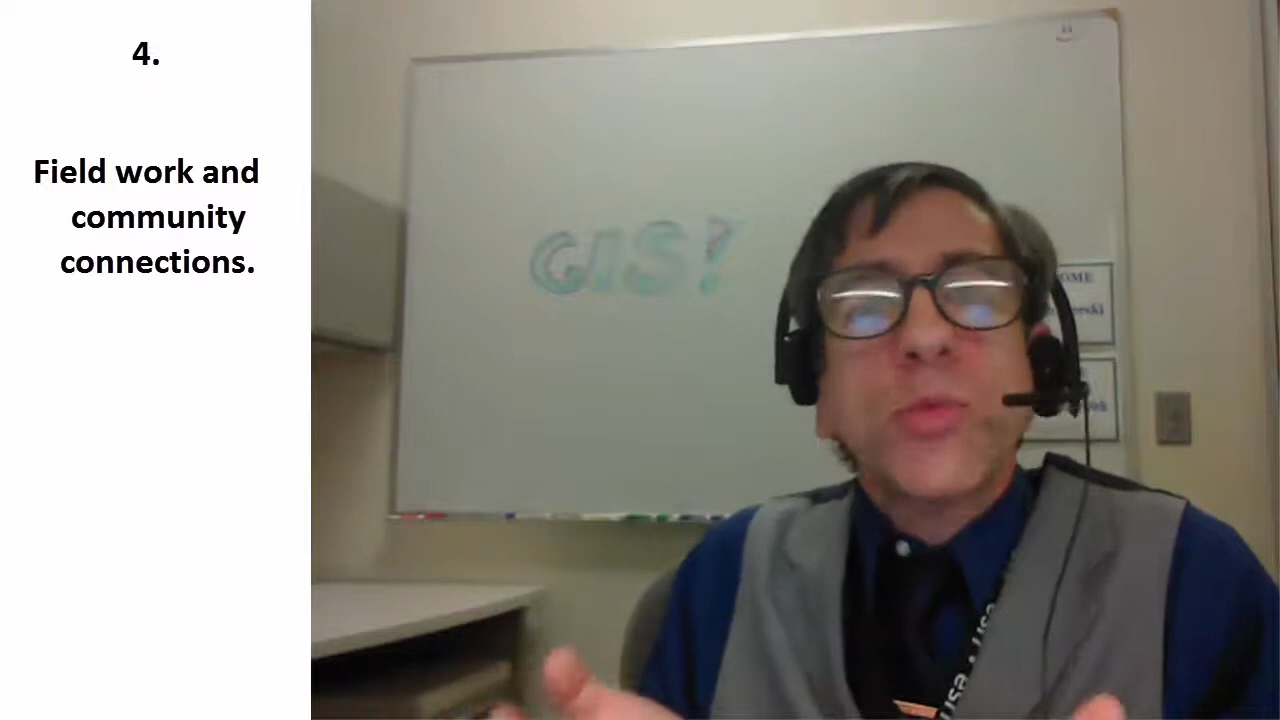 4.
Field work and
community
connections.
GIS!